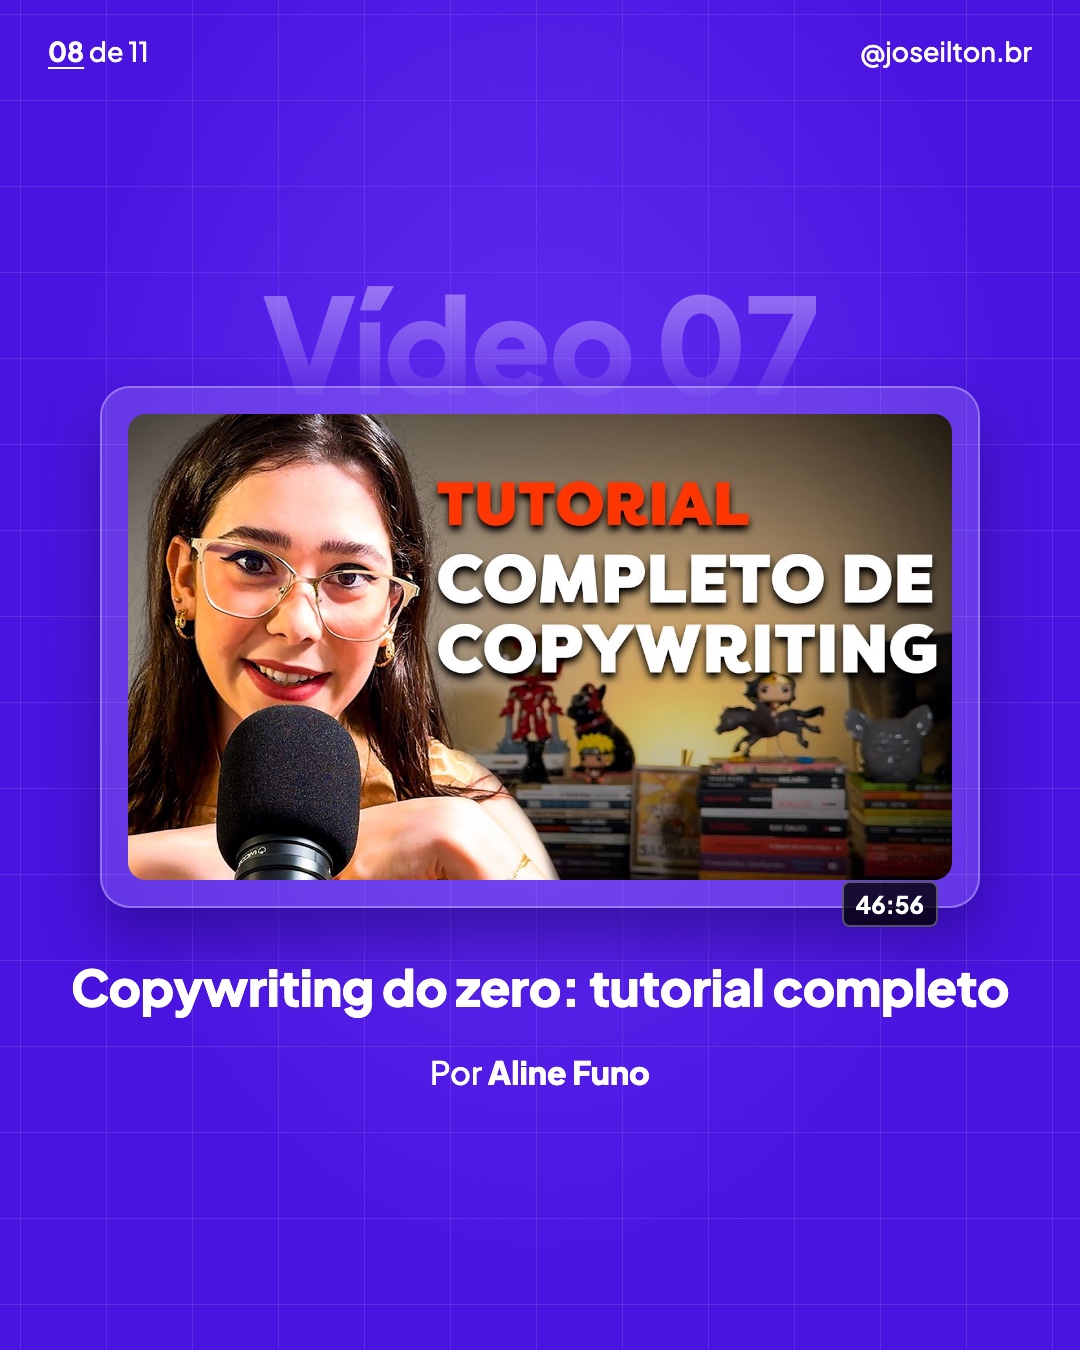 08 de 11
@joseilton.br
Vídeo 07
TUTORIAL
COMPLETO DE
COPYWRITING
46:56
Copywriting do zero: tutorial completo
Por Aline Funo